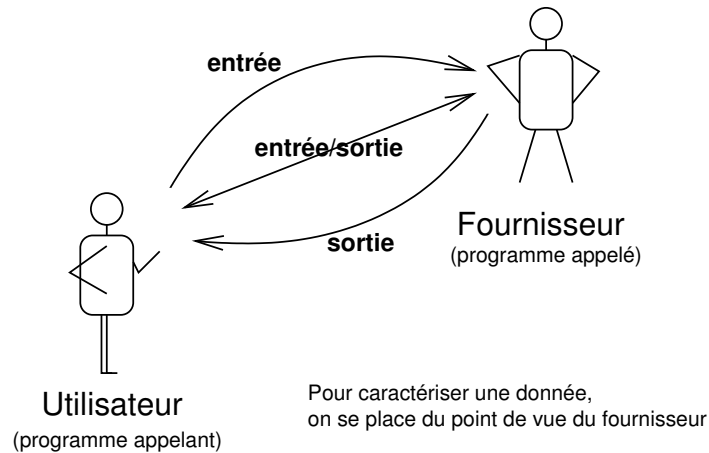 entrée
entrée/sortie
sortie
Fournisseur
(programme appelé)
Utilisateur
(programme appelant)
Pour caractériser une donnée,
on se place du point de vue du fournisseur